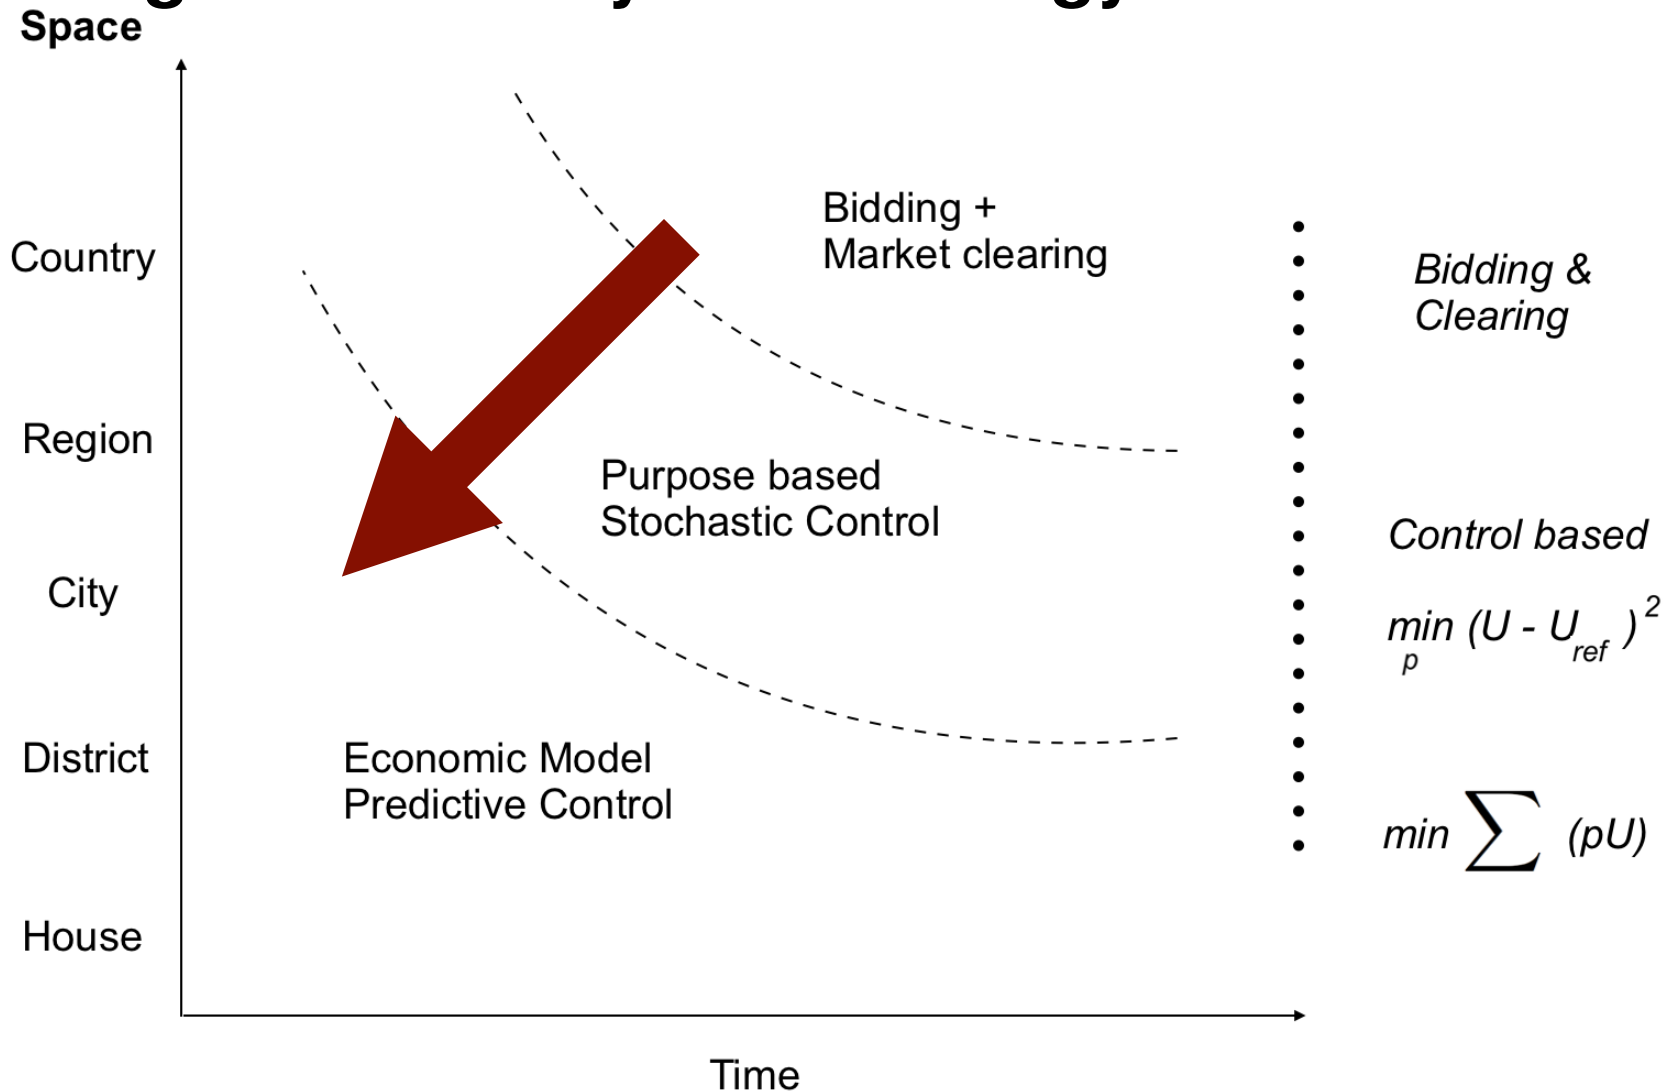 Space
Bidding +
Market clearing
Country
Bidding &
Clearing
Region
Purpose based
Stochastic Control
Control based
City
min (U - U ref )²
p
District
Economic Model
Predictive Control
min ∑ (pU)
House
Time